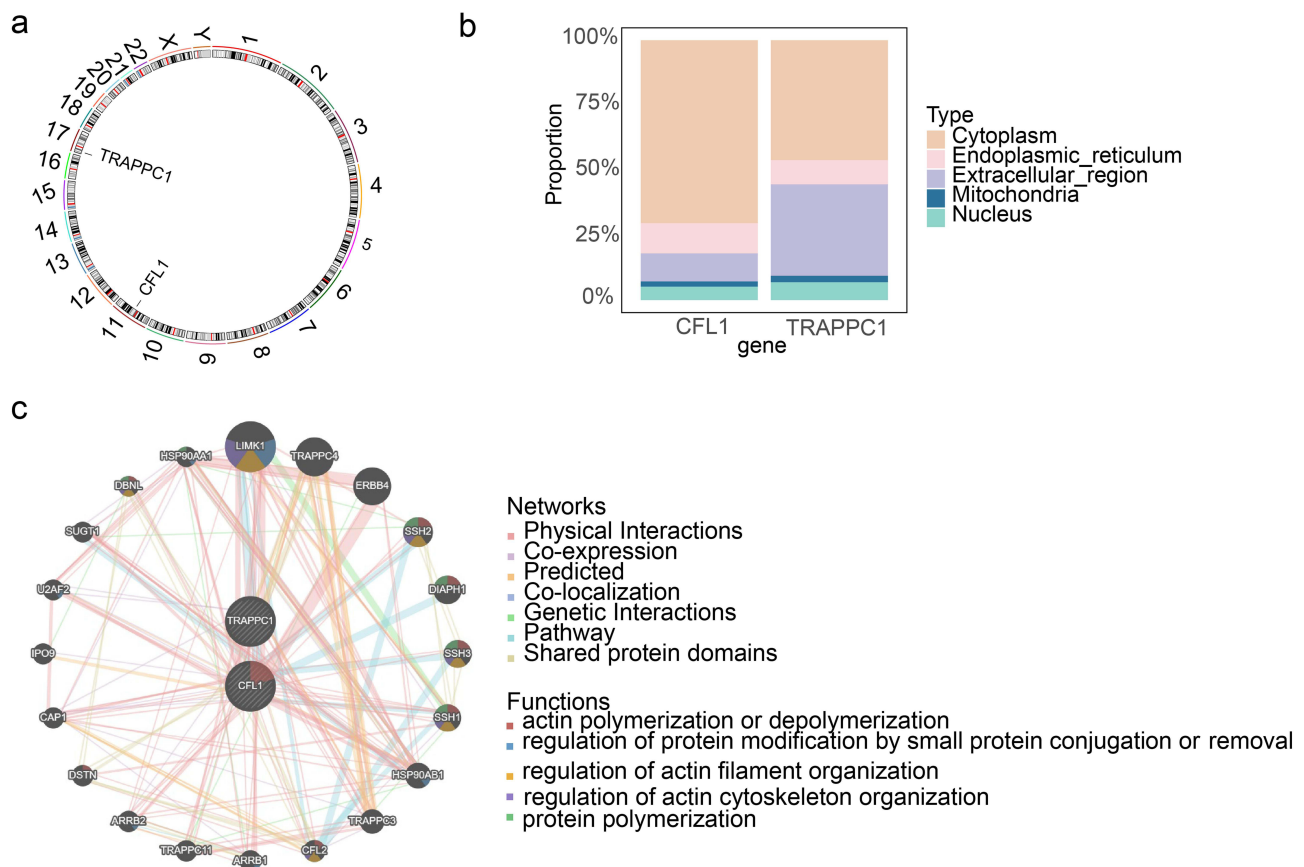 a
1
2
3
4
5
6
7
8
9
10
11
12
13
14
15
16
17
18
19
20
21
22
X
Y
TRAPPC1
CFL1
b
Proportion
100%
75%
50%
25%
0%
CFL1
TRAPPC1
gene
Type
Cytoplasm
Endoplasmic_reticulum
Extracellular_region
Mitochondria
Nucleus
c
LIMK1
HSP90AA1
TRAPPC4
ERBB4
DBNL
SUGT1
SSH2
U2AF2
DIAPH1
TRAPPC1
IPO9
SSH3
CFL1
CAP1
SSH1
DSTN
HSP90AB1
ARRB2
TRAPPC3
TRAPPC11
ARRB1
CFL2
Networks
Physical Interactions
Co-expression
Predicted
Co-localization
Genetic Interactions
Pathway
Shared protein domains
Functions
actin polymerization or depolymerization
regulation of protein modification by small protein conjugation or removal
regulation of actin filament organization
regulation of actin cytoskeleton organization
protein polymerization